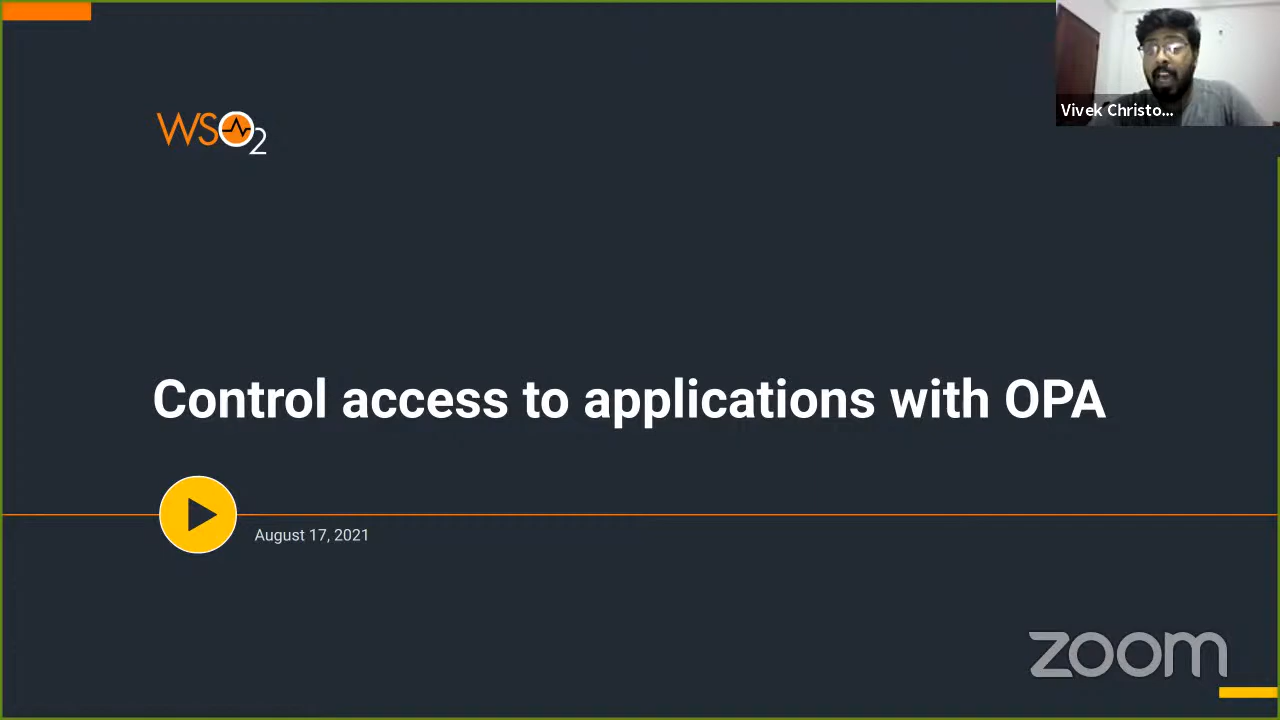 WSO2
Vivek Christo...
Control access to applications with OPA
August 17, 2021
zoom